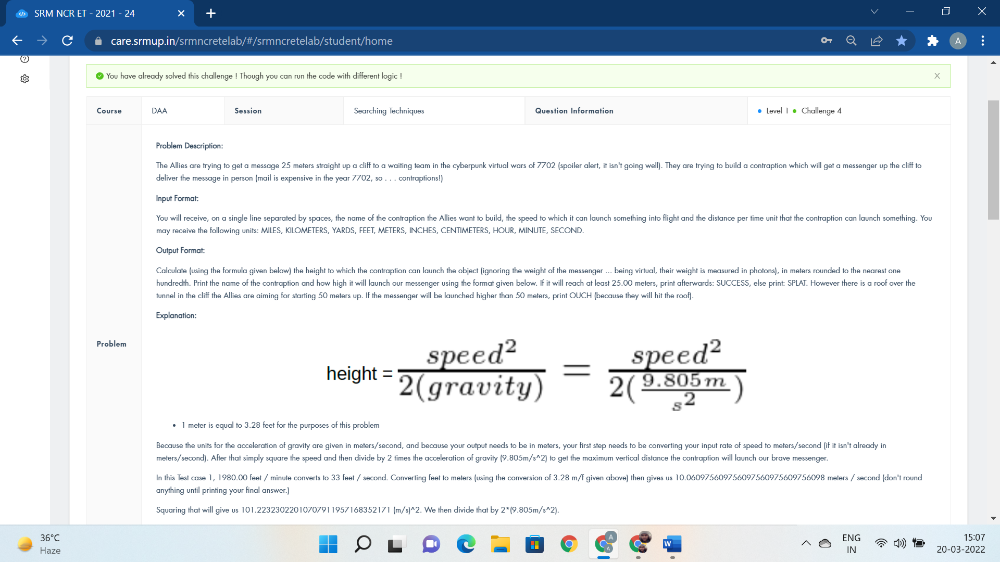 SRM NCR ET - 2021 - 24
care.srmup.in/srmncretelab/#/srmncretelab/student/home
A
You have already solved this challenge ! Though you can run the code with different logic !
Course DAA Session Searching Techniques Question Information Level 1 Challenge 4
Problem
Problem Description:
The Allies are trying to get a message 25 meters straight up a cliff to a waiting team in the cyberpunk virtual wars of 7702 (spoiler alert, it isn't going well). They are trying to build a contraption which will get a messenger up the cliff to
deliver the message in person (mail is expensive in the year 7702, so . . . contraptions!)
Input Format:
You will receive, on a single line separated by spaces, the name of the contraption the Allies want to build, the speed to which it can launch something into flight and the distance per time unit that the contraption can launch something. You
may receive the following units: MILES, KILOMETERS, YARDS, FEET, METERS, INCHES, CENTIMETERS, HOUR, MINUTE, SECOND.
Output Format:
Calculate (using the formula given below) the height to which the contraption can launch the object (ignoring the weight of the messenger ... being virtual, their weight is measured in photons), in meters rounded to the nearest one
hundredth. Print the name of the contraption and how high it will launch our messenger using the format given below. If it will reach at least 25.00 meters, print afterwards: SUCCESS, else print: SPLAT. However there is a roof over the
tunnel in the cliff the Allies are aiming for starting 50 meters up. If the messenger will be launched higher than 50 meters, print OUCH (because they will hit the roof).
Explanation:
height = speed² / 2(gravity) = speed² / 2(9.805m / s²)
• 1 meter is equal to 3.28 feet for the purposes of this problem
Because the units for the acceleration of gravity are given in meters/second, and because your output needs to be in meters, your first step needs to be converting your input rate of speed to meters/second (if it isn't already in
meters/second). After that simply square the speed and then divide by 2 times the acceleration of gravity (9.805m/s^2) to get the maximum vertical distance the contraption will launch our brave messenger.
In this Test case 1, 1980.00 feet / minute converts to 33 feet / second. Converting feet to meters (using the conversion of 3.28 m/f given above) then gives us 10.060975609756097560975609756098 meters / second (don't round
anything until printing your final answer.)
Squaring that will give us 101.22323022010707911957168352171 (m/s)^2. We then divide that by 2*(9.805m/s^2).
36°C
Haze
A
A
W
ENG
IN
15:07
20-03-2022